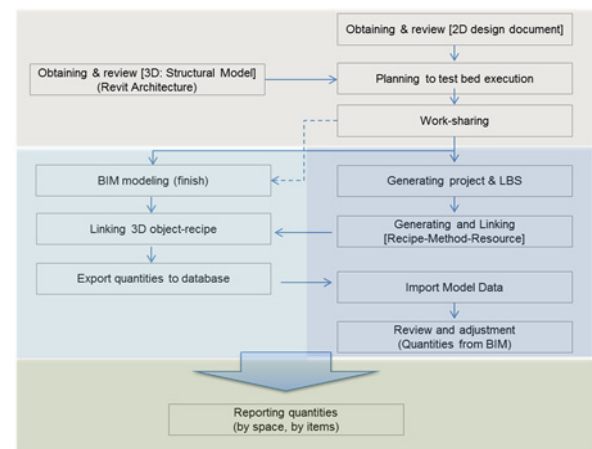 Obtaining & review [2D design document]
Obtaining & review [3D: Structural Model]
(Revit Architecture)
Planning to test bed execution
Work-sharing
BIM modeling (finish)
Generating project & LBS
Linking 3D object-recipe
Generating and Linking
[Recipe-Method-Resource]
Export quantities to database
Import Model Data
Review and adjustment
(Quantities from BIM)
Reporting quantities
(by space, by items)